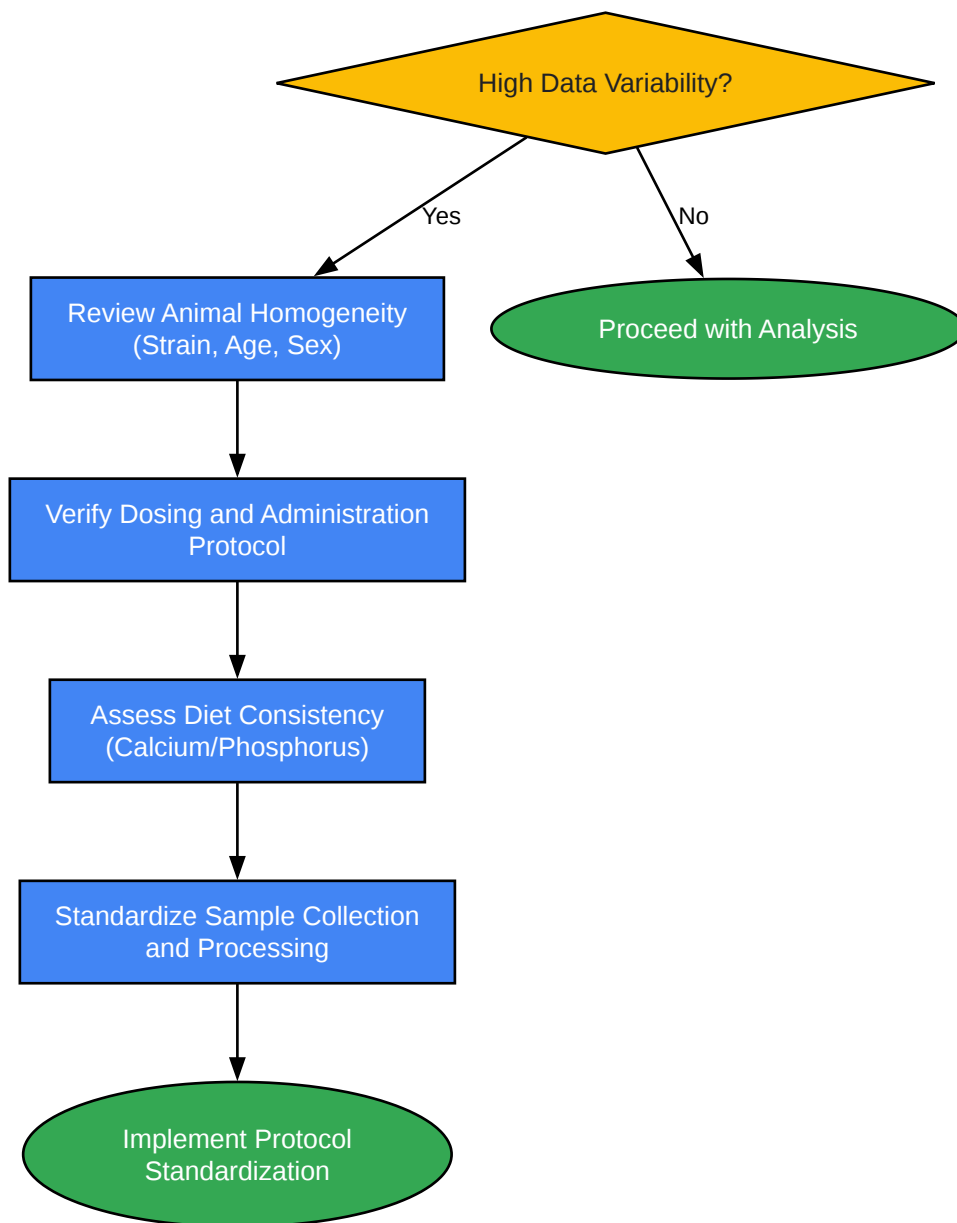 High Data Variability?
Yes
No
Review Animal Homogeneity
(Strain, Age, Sex)
Proceed with Analysis
Verify Dosing and Administration
Protocol
Assess Diet Consistency
(Calcium/Phosphorus)
Standardize Sample Collection
and Processing
Implement Protocol
Standardization